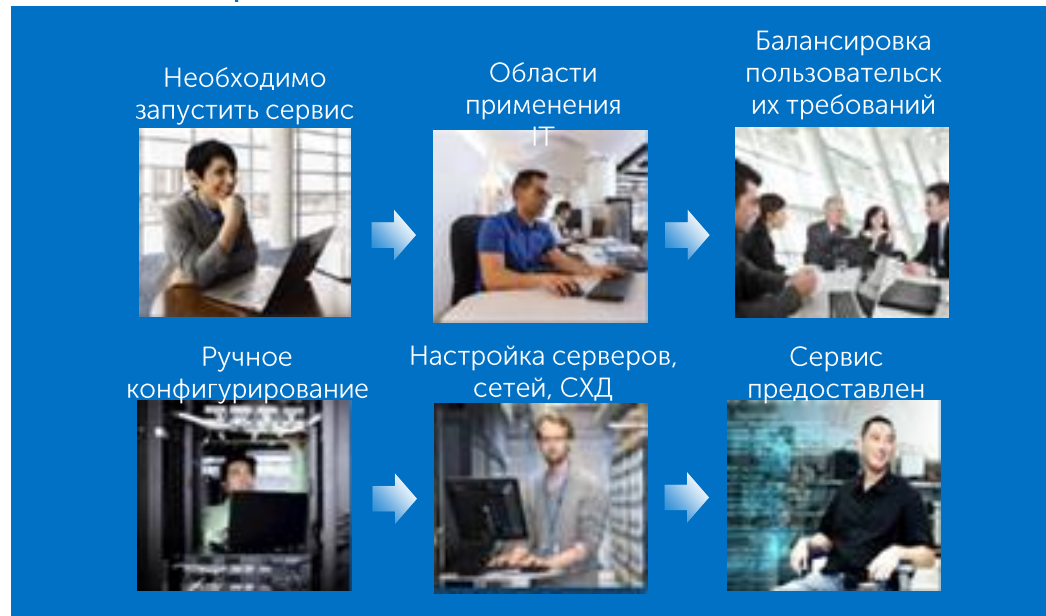 Необходимо
запустить сервис
Области
применения
IT
Балансировка
пользовательск
их требований
Ручное
конфигурирование
Настройка серверов,
сетей, СХД
Сервис
предоставлен